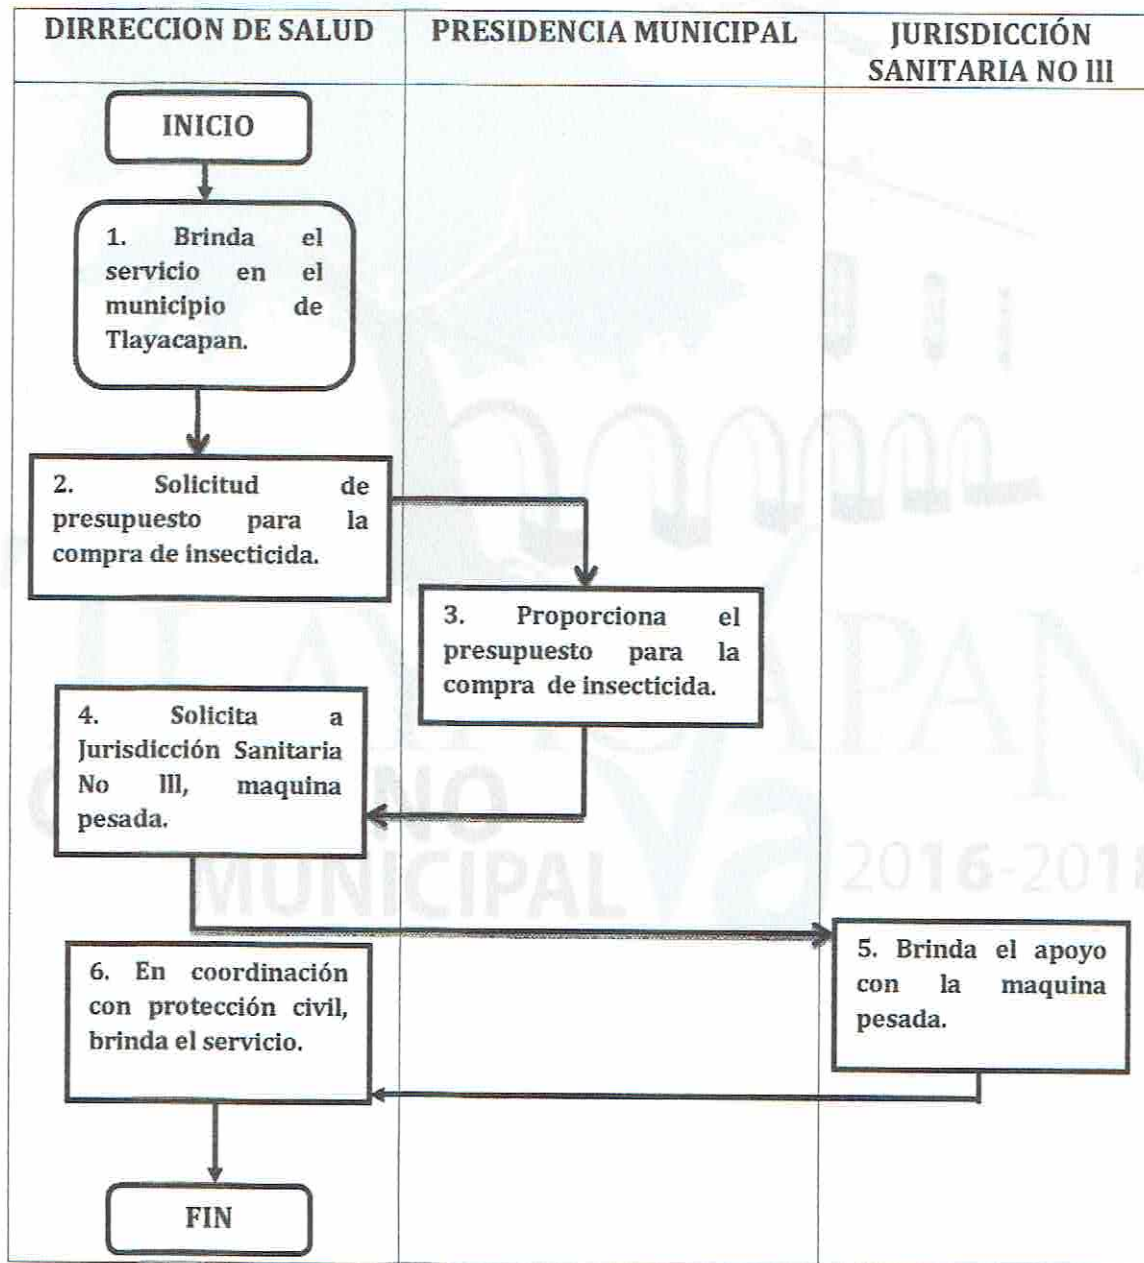 DIRRECCION DE SALUD
PRESIDENCIA MUNICIPAL
JURISDICCIÓN
SANITARIA NO lll
INICIO
1. Brinda el
servicio en el
municipio de
Tlayacapan.
2. Solicitud de
presupuesto para la
compra de insecticida.
3. Proporciona el
presupuesto para la
compra de insecticida.
4. Solicita a
Jurisdicción Sanitaria
No lll, maquina
pesada.
5. Brinda el apoyo
con la maquina
pesada.
6. En coordinación
con protección civil,
brinda el servicio.
FIN
MUNICIPAL
Va
2016-2018